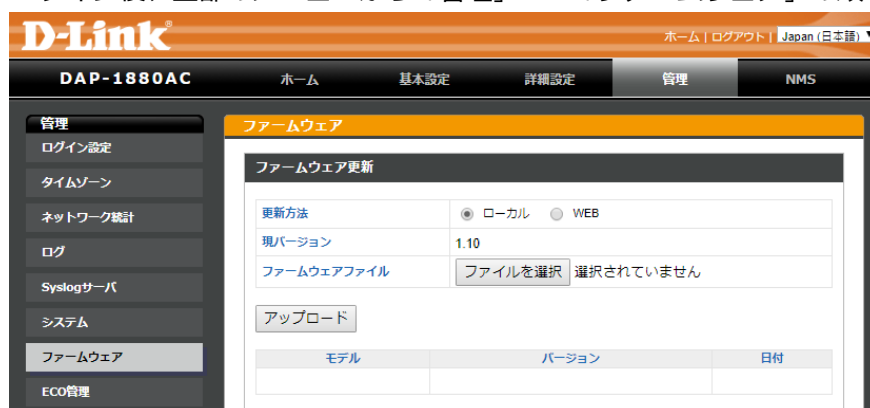 D-Link
ホーム | ログアウト | Japan (日本語)
DAP-1880AC
ホーム
基本設定
詳細設定
管理
NMS
管理
ログイン設定
タイムゾーン
ネットワーク統計
ログ
Syslogサーバ
システム
ファームウェア
ECO管理
ファームウェア
ファームウェア更新
更新方法
ローカル
WEB
現バージョン
1.10
ファームウェアファイル
ファイルを選択 選択されていません
アップロード
モデル
バージョン
日付